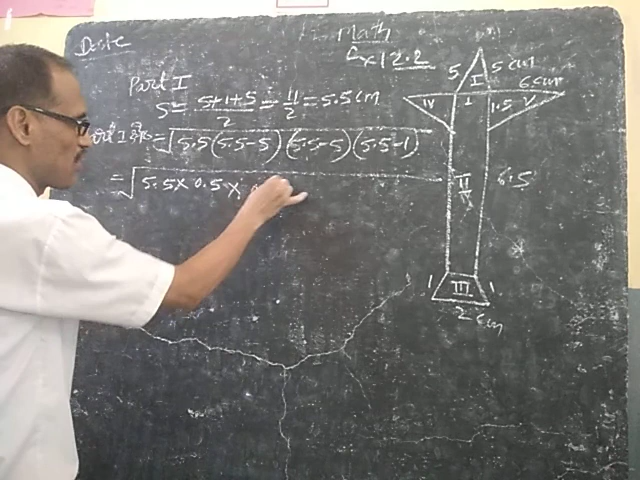 Date
Math
Ex 12.2
Part I
S = 5+1+5/2 = 11/2 = 5.5 cm
= √5.5(5.5-5)(5.5-5)(5.5-1)
= √5.5 x 0.5 x
5
I
5 cm
6 cm
IV
1
1.5
V
II
6.5
1
III
1
2 cm